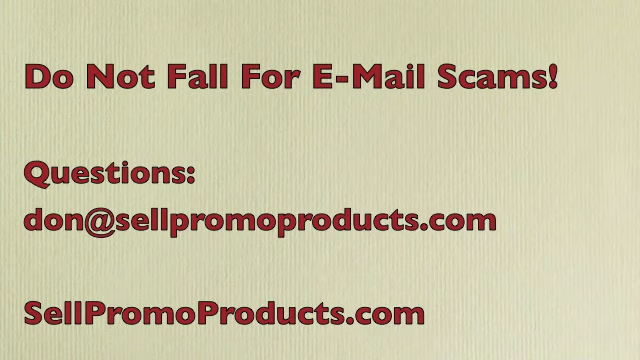 Do Not Fall For E-Mail Scams!
Questions:
don@sellpromoproducts.com
SellPromoProducts.com